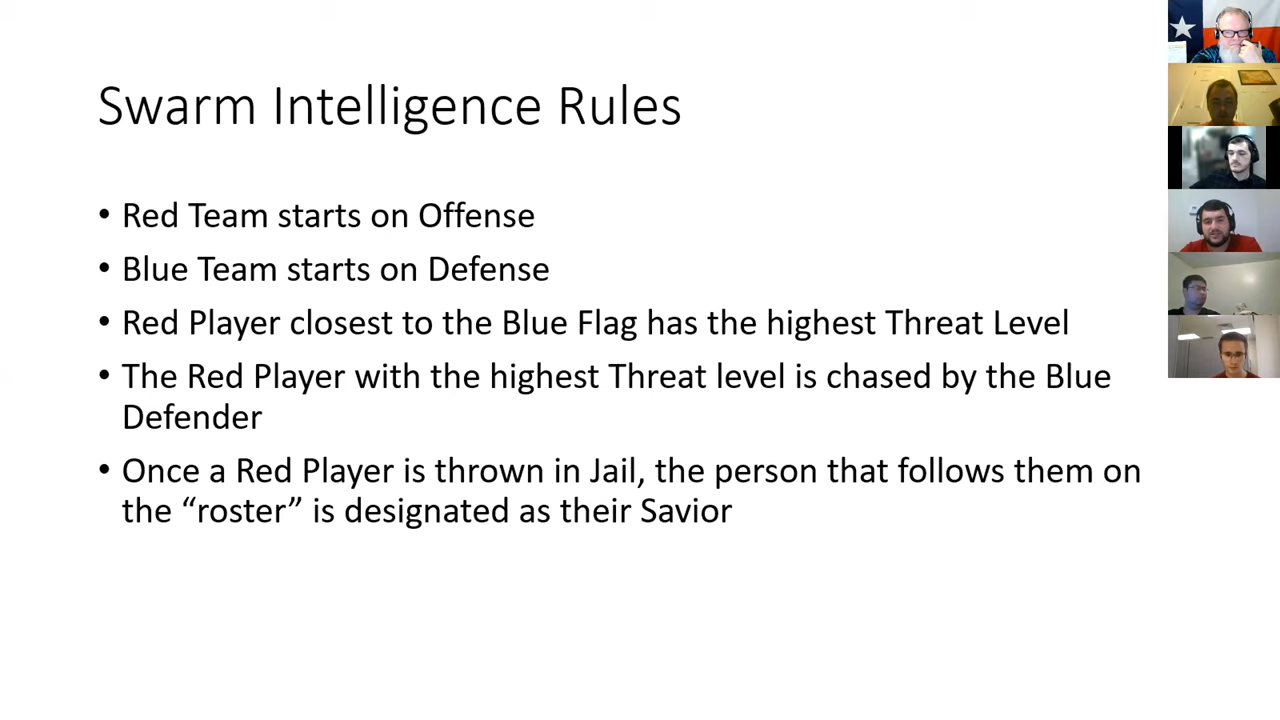 Swarm Intelligence Rules
• Red Team starts on Offense
• Blue Team starts on Defense
• Red Player closest to the Blue Flag has the highest Threat Level
• The Red Player with the highest Threat level is chased by the Blue
Defender
• Once a Red Player is thrown in Jail, the person that follows them on
the “roster” is designated as their Savior